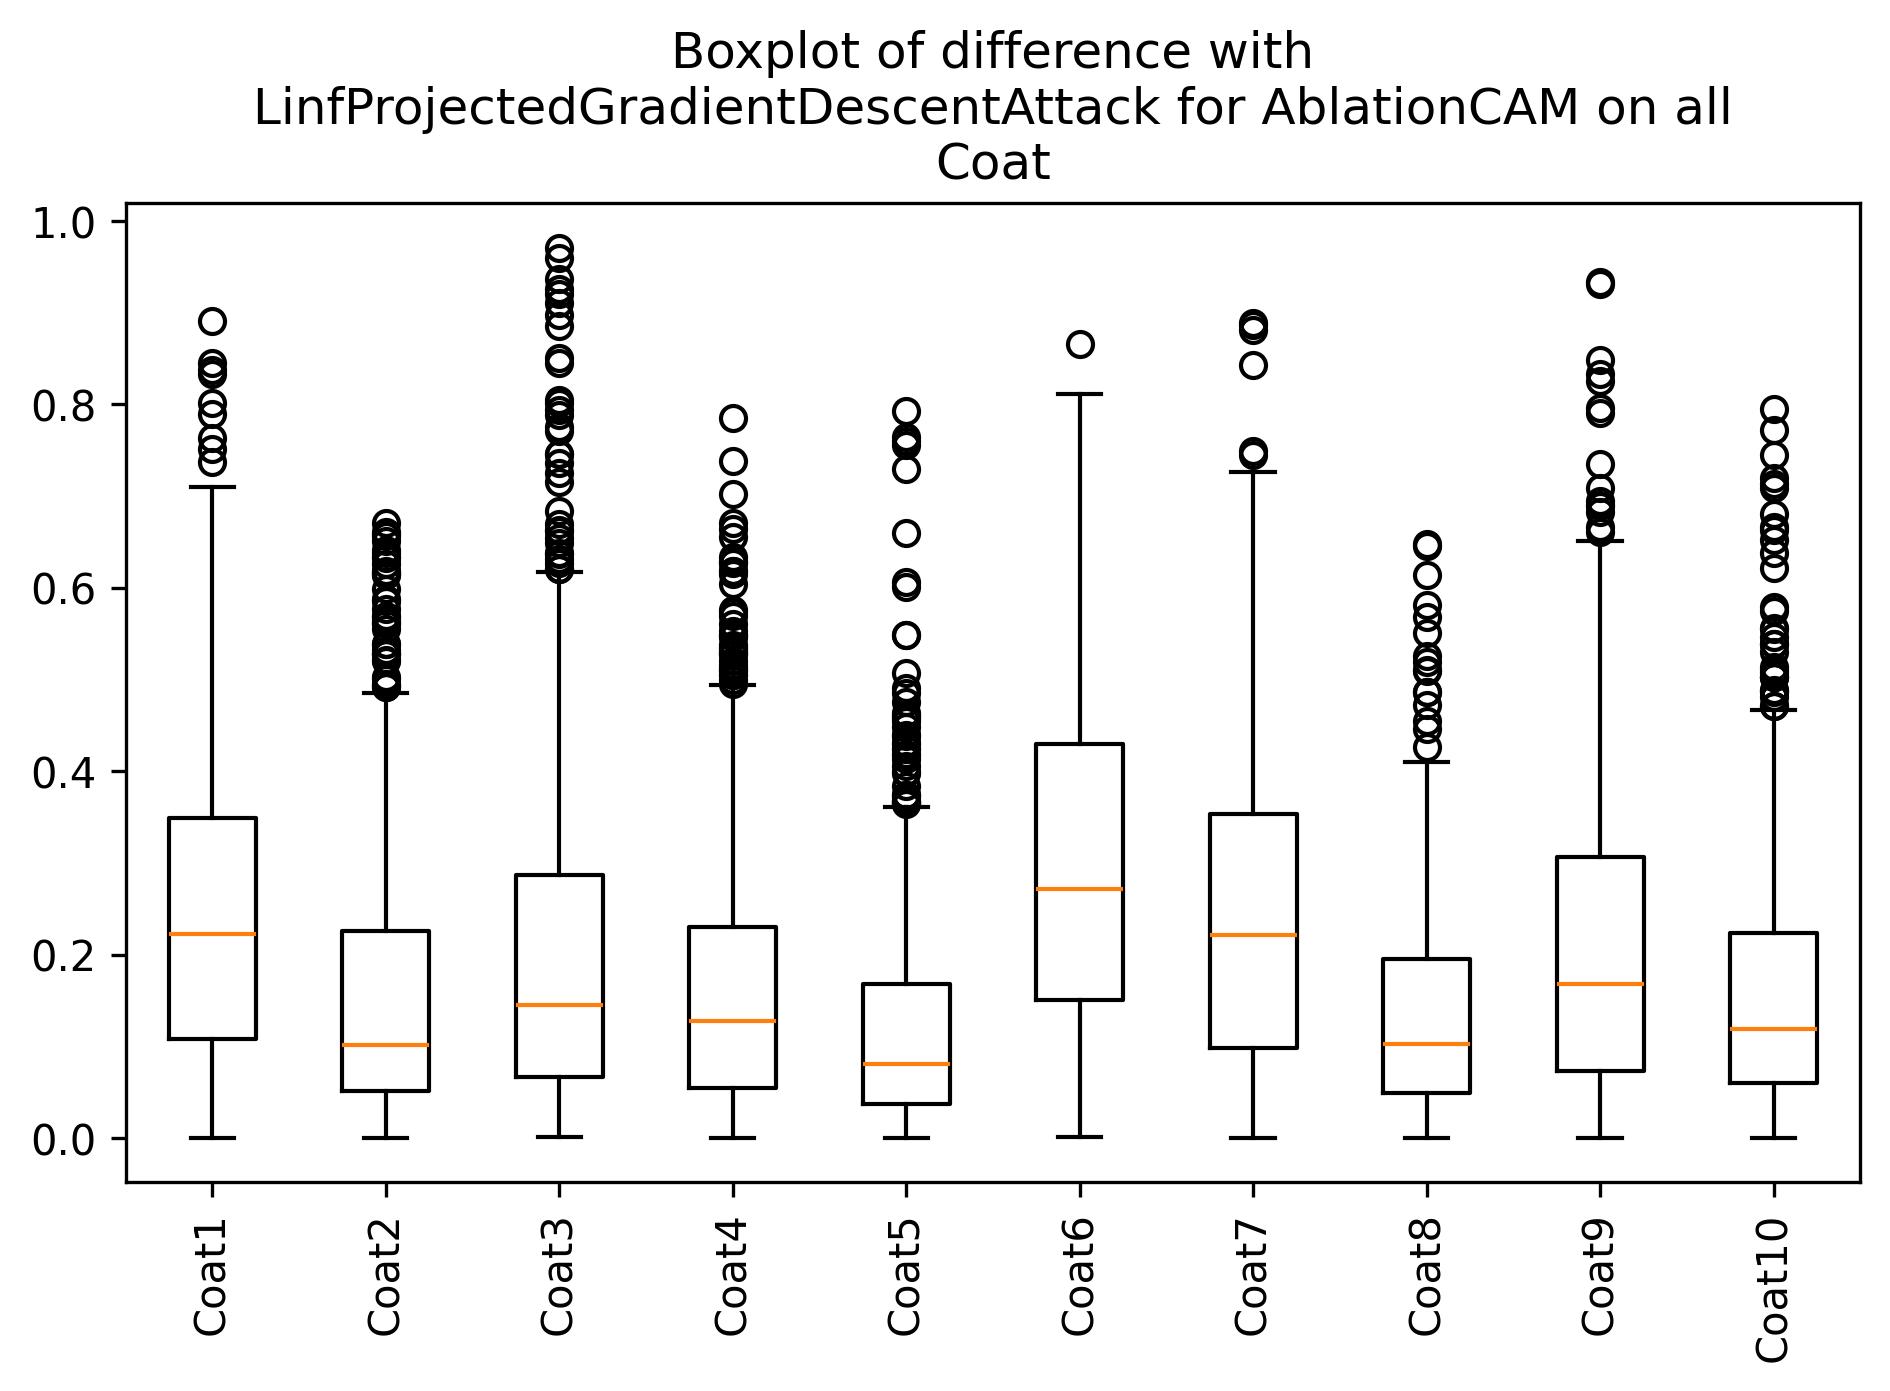 Boxplot of difference with
LinfProjectedGradientDescentAttack for AblationCAM on all
Coat
1.0
0.8
0.6
0.4
0.2
0.0
Coat1
Coat2
Coat3
Coat4
Coat5
Coat6
Coat7
Coat8
Coat9
Coat10